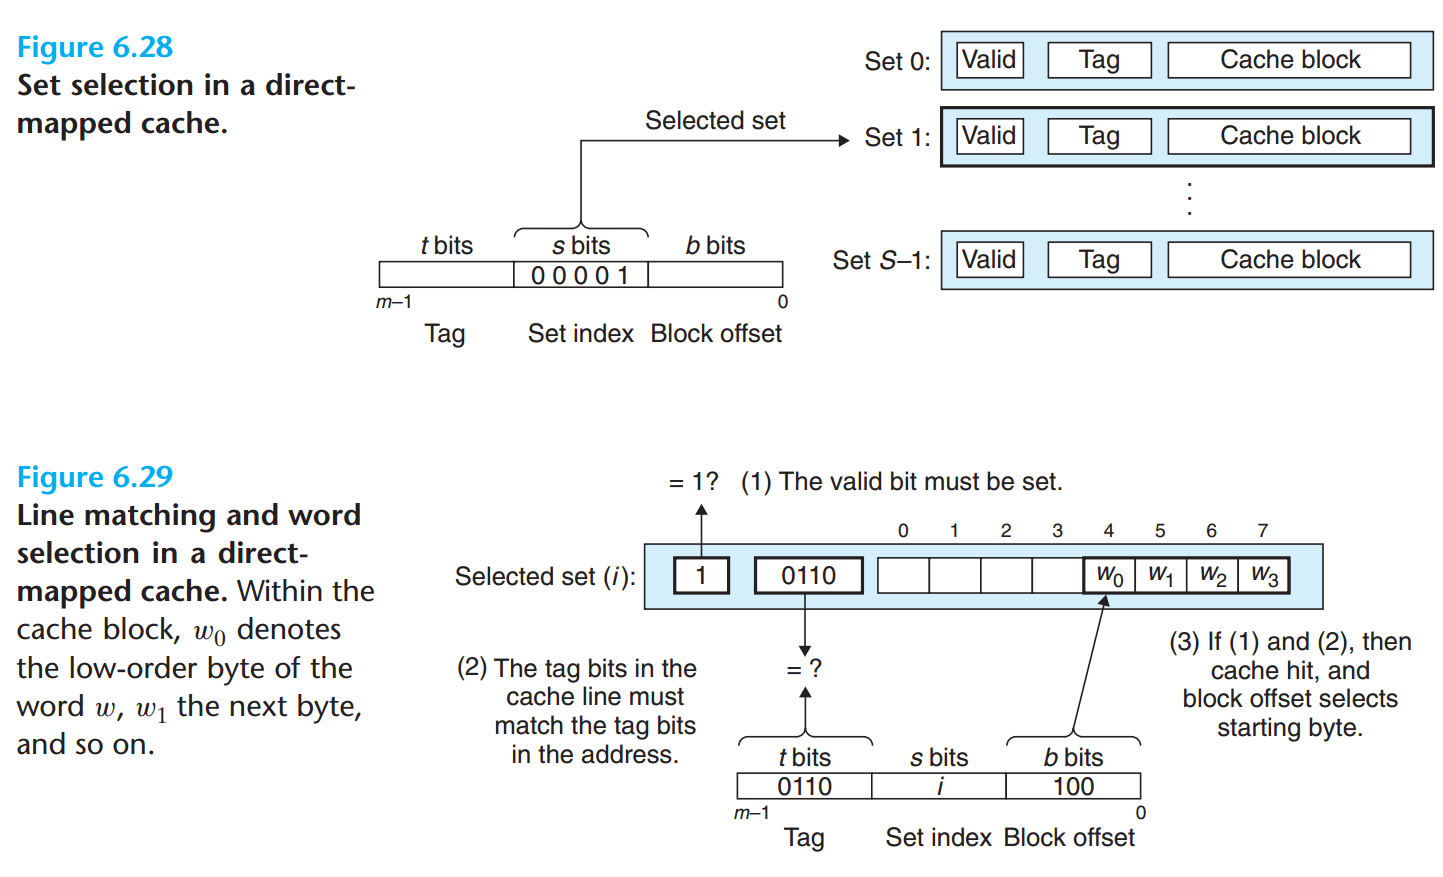 Figure 6.28
Set selection in a direct-
mapped cache.
Set 0: Valid Tag Cache block
Selected set
Set 1: Valid Tag Cache block
⋮
t bits s bits b bits
0 0 0 0 1
Set S–1: Valid Tag Cache block
m–1 0
Tag Set index Block offset
Figure 6.29
Line matching and word
selection in a direct-
mapped cache. Within the
cache block, w0 denotes
the low-order byte of the
word w, w1 the next byte,
and so on.
= 1? (1) The valid bit must be set.
0 1 2 3 4 5 6 7
Selected set (i): 1 0110 w0 w1 w2 w3
(2) The tag bits in the
cache line must
match the tag bits
in the address.
= ?
(3) If (1) and (2), then
cache hit, and
block offset selects
starting byte.
t bits s bits b bits
0110 i 100
m–1 0
Tag Set index Block offset